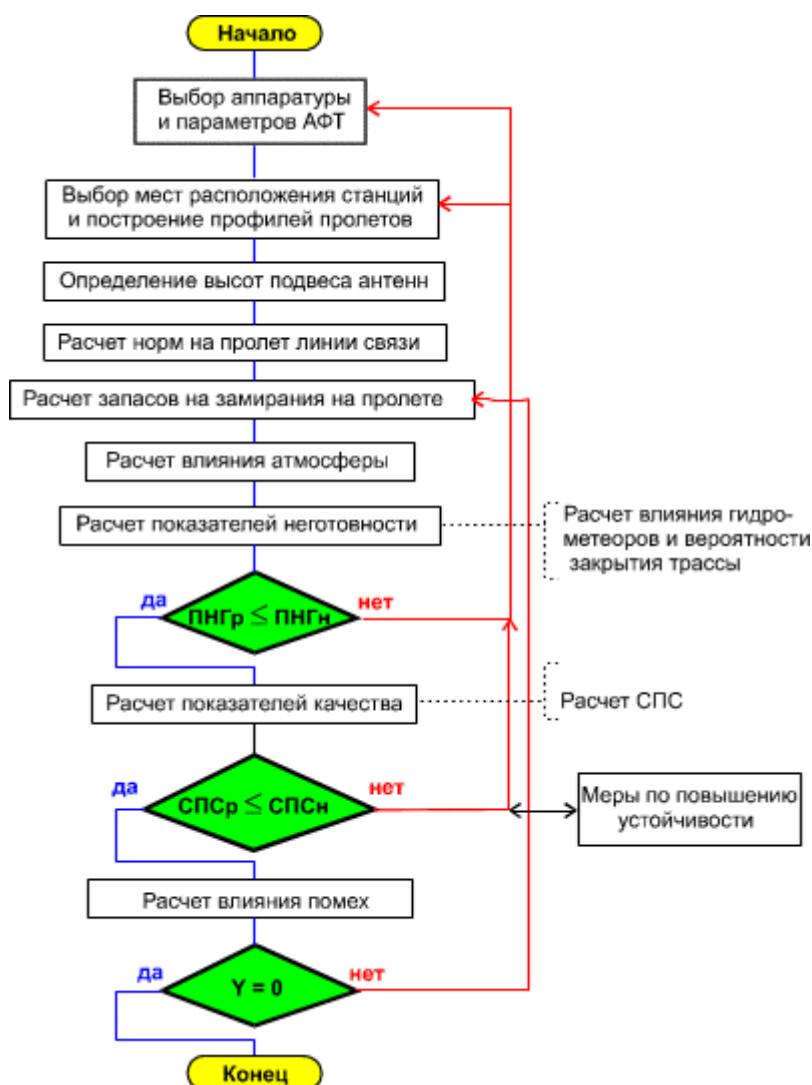 Начало
Выбор аппаратуры
и параметров АФТ
Выбор мест расположения станций
и построение профилей пролетов
Определение высот подвеса антенн
Расчет норм на пролет линии связи
Расчет запасов на замирания на пролете
Расчет влияния атмосферы
Расчет показателей неготовности
Расчет влияния гидро-
метеоров и вероятности
закрытия трассы
да
ПНГр ≤ ПНГн
нет
Расчет показателей качества
Расчет СПС
да
СПСр ≤ СПСн
нет
Меры по повышению
устойчивости
Расчет влияния помех
да
Y = 0
нет
Конец